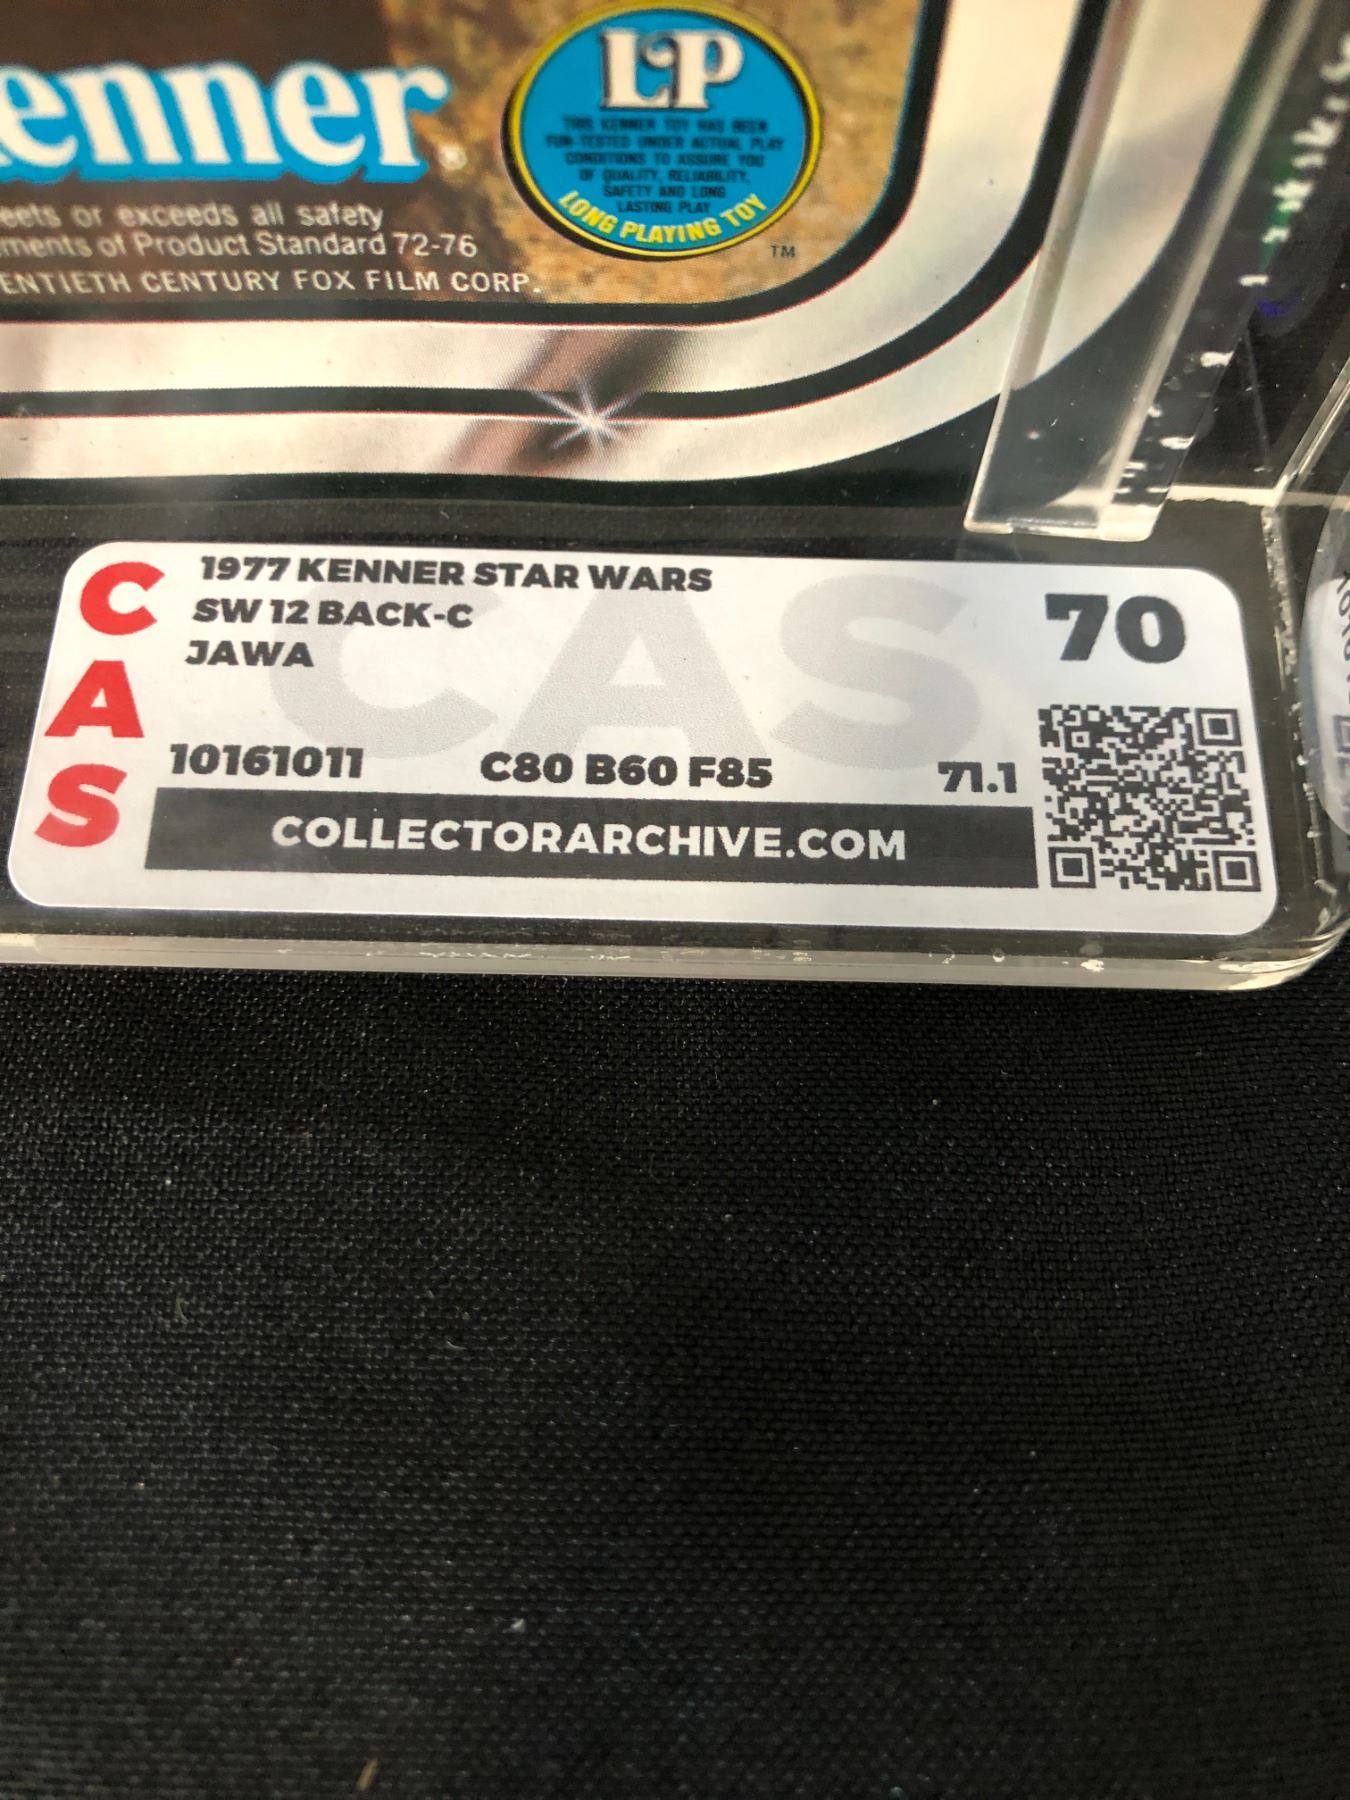 enner®
LP
THIS KENNER TOY HAS BEEN
FUN-TESTED UNDER ACTUAL PLAY
CONDITIONS TO ASSURE YOU
OF QUALITY, RELIABILITY,
SAFETY AND LONG
LASTING PLAY
LONG PLAYING TOY
TM
eets or exceeds all safety
ments of Product Standard 72-76
ENTIETH CENTURY FOX FILM CORP.
CAS
1977 KENNER STAR WARS
SW 12 BACK-C
JAWA
70
CAS
10161011 C80 B60 F85 71.1
COLLECTORARCHIVE.COM